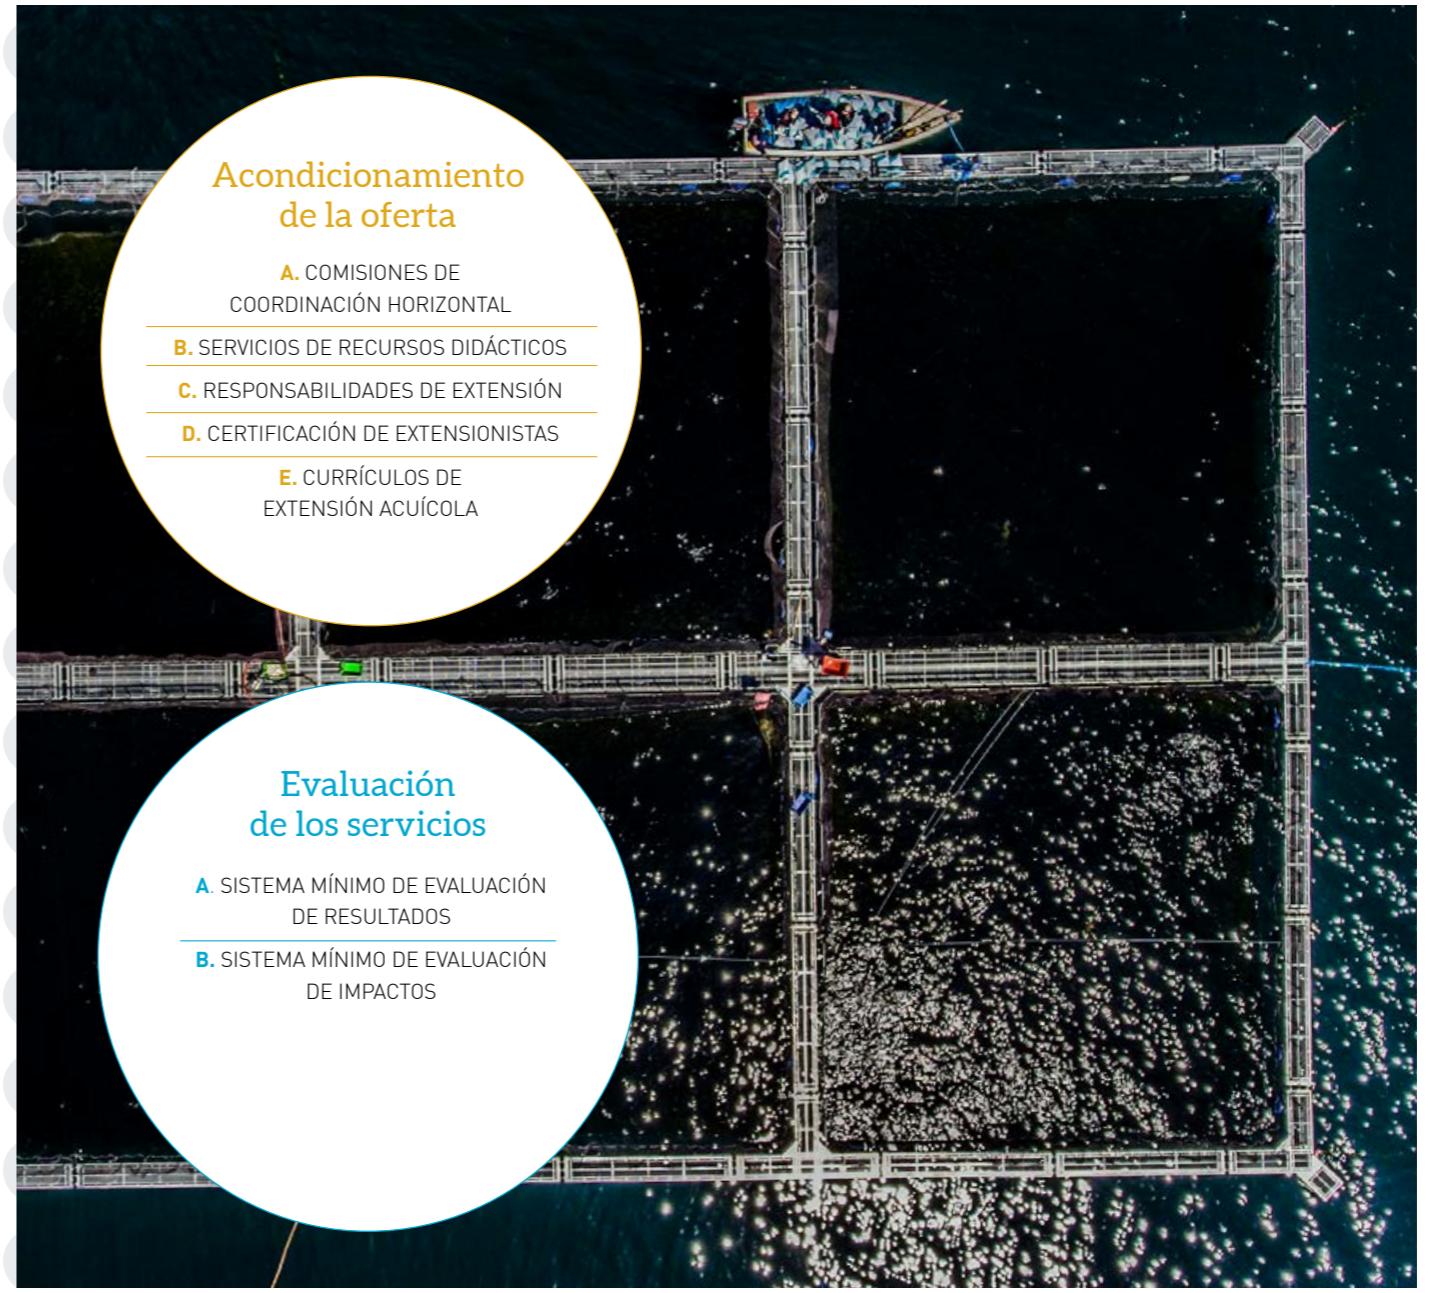 Acondicionamiento
de la oferta
A. COMISIONES DE
COORDINACIÓN HORIZONTAL
B. SERVICIOS DE RECURSOS DIDÁCTICOS
C. RESPONSABILIDADES DE EXTENSIÓN
D. CERTIFICACIÓN DE EXTENSIONISTAS
E. CURRÍCULOS DE
EXTENSIÓN ACUÍCOLA
Evaluación
de los servicios
A. SISTEMA MÍNIMO DE EVALUACIÓN
DE RESULTADOS
B. SISTEMA MÍNIMO DE EVALUACIÓN
DE IMPACTOS